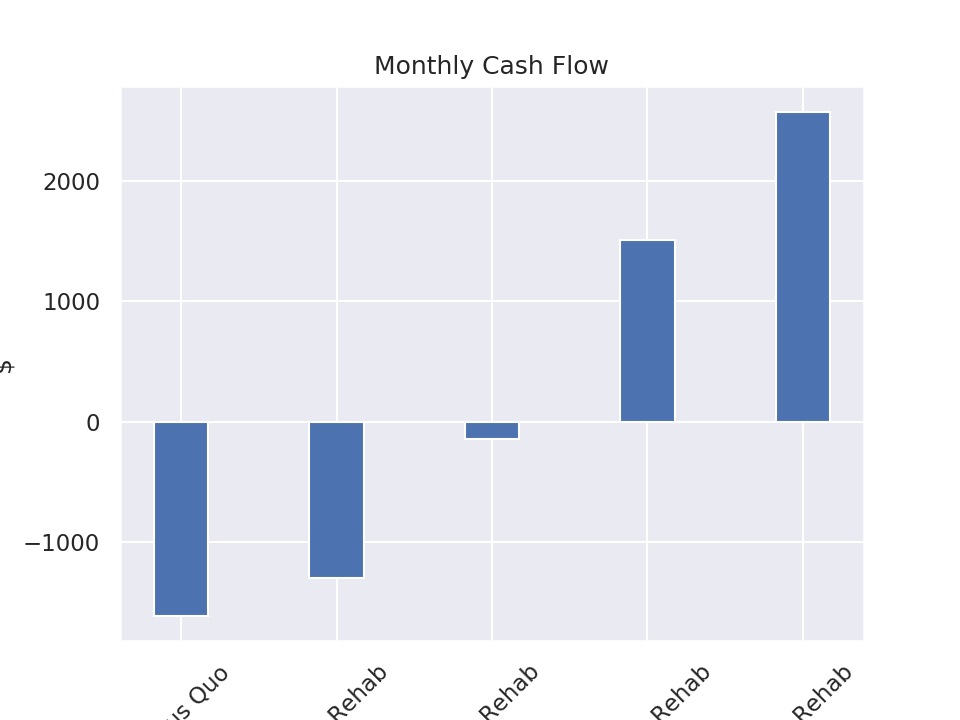 Monthly Cash Flow
2000
1000
0
−1000
$
us Quo
Rehab
Rehab
Rehab
Rehab